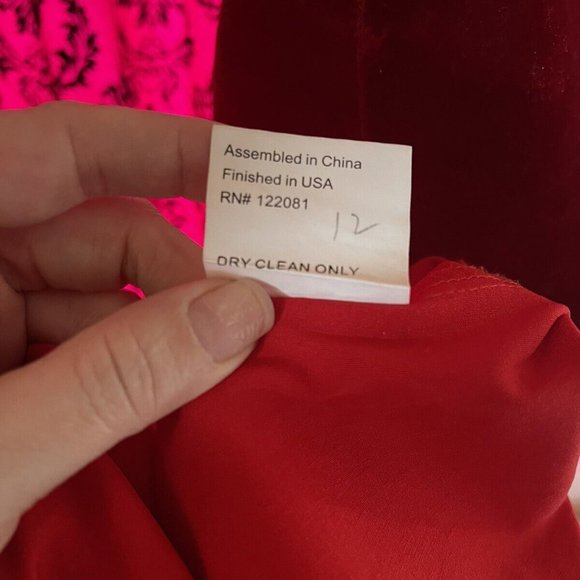 Assembled in China
Finished in USA
RN# 122081
12
DRY CLEAN ONLY